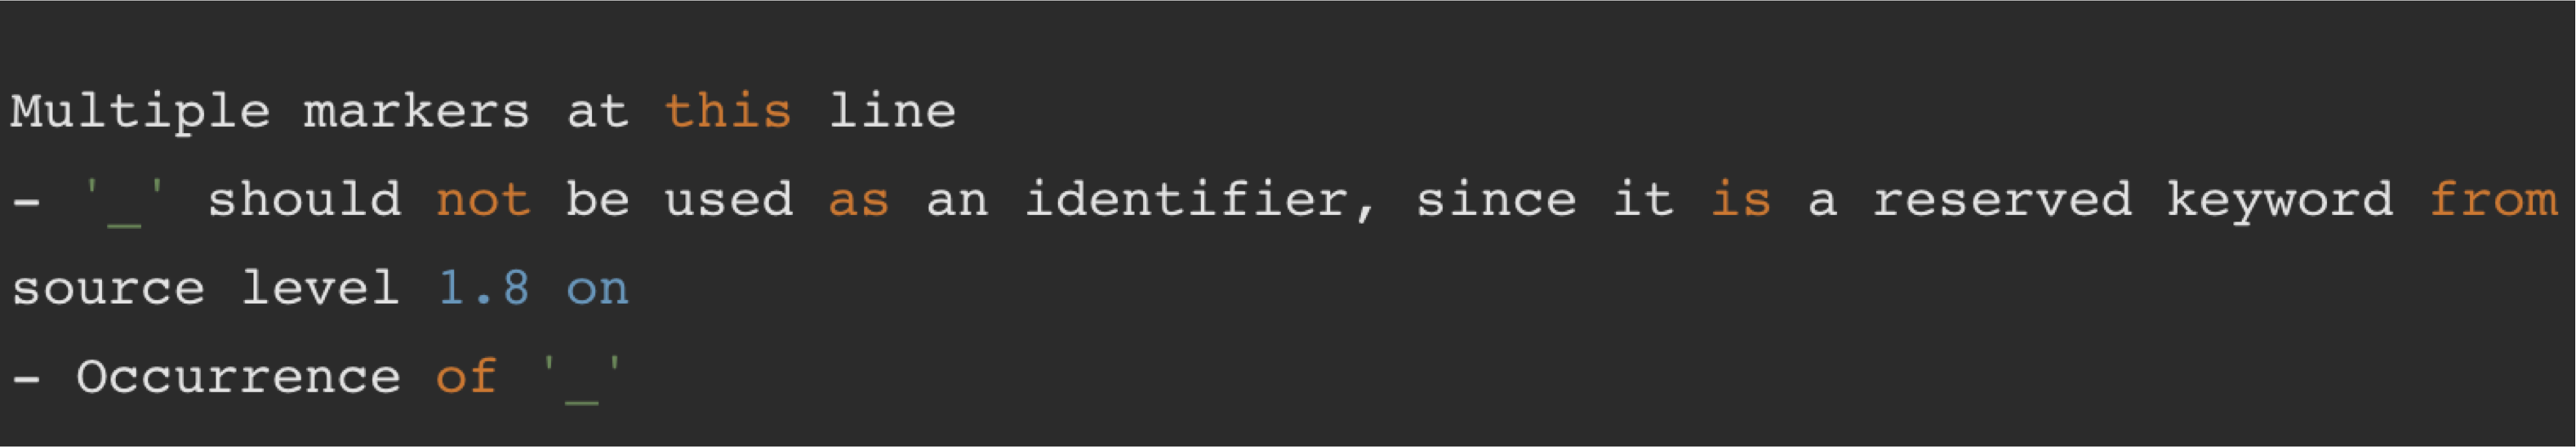 Multiple markers at this line
- '_' should not be used as an identifier, since it is a reserved keyword from
source level 1.8 on
- Occurrence of '_'